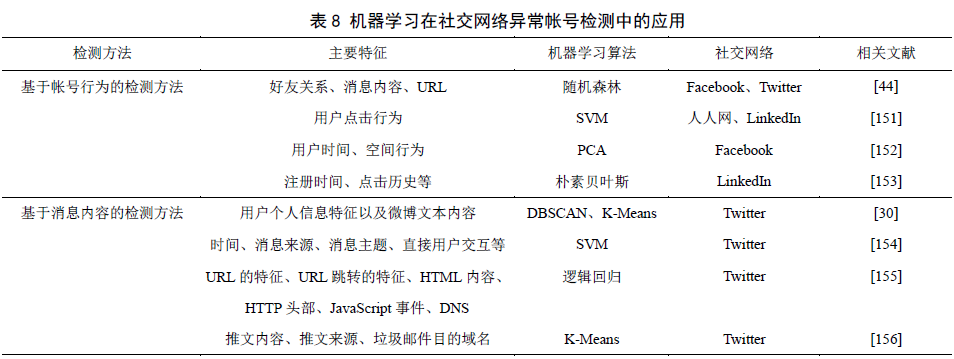 表 8 机器学习在社交网络异常帐号检测中的应用
检测方法 主要特征 机器学习算法 社交网络 相关文献
基于帐号行为的检测方法 好友关系、消息内容、URL 随机森林 Facebook、Twitter [44]
用户点击行为 SVM 人人网、LinkedIn [151]
用户时间、空间行为 PCA Facebook [152]
注册时间、点击历史等 朴素贝叶斯 LinkedIn [153]
基于消息内容的检测方法 用户个人信息特征以及微博文本内容 DBSCAN、K-Means Twitter [30]
时间、消息来源、消息主题、直接用户交互等 SVM Twitter [154]
URL 的特征、URL 跳转的特征、HTML 内容、 逻辑回归 Twitter [155]
HTTP 头部、JavaScript 事件、DNS
推文内容、推文来源、垃圾邮件目的域名 K-Means Twitter [156]